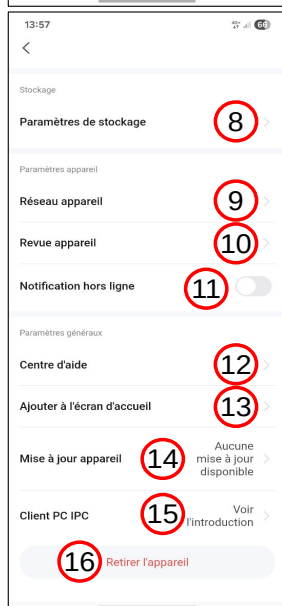 13:57
4G+ 66
Stockage
Paramètres de stockage 8
Paramètres appareil
Réseau appareil 9
Revue appareil 10
Notification hors ligne 11
Paramètres généraux
Centre d'aide 12
Ajouter à l'écran d'accueil 13
Mise à jour appareil 14 Aucune
mise à jour
disponible
Client PC IPC 15 Voir
l'introduction
16 Retirer l'appareil